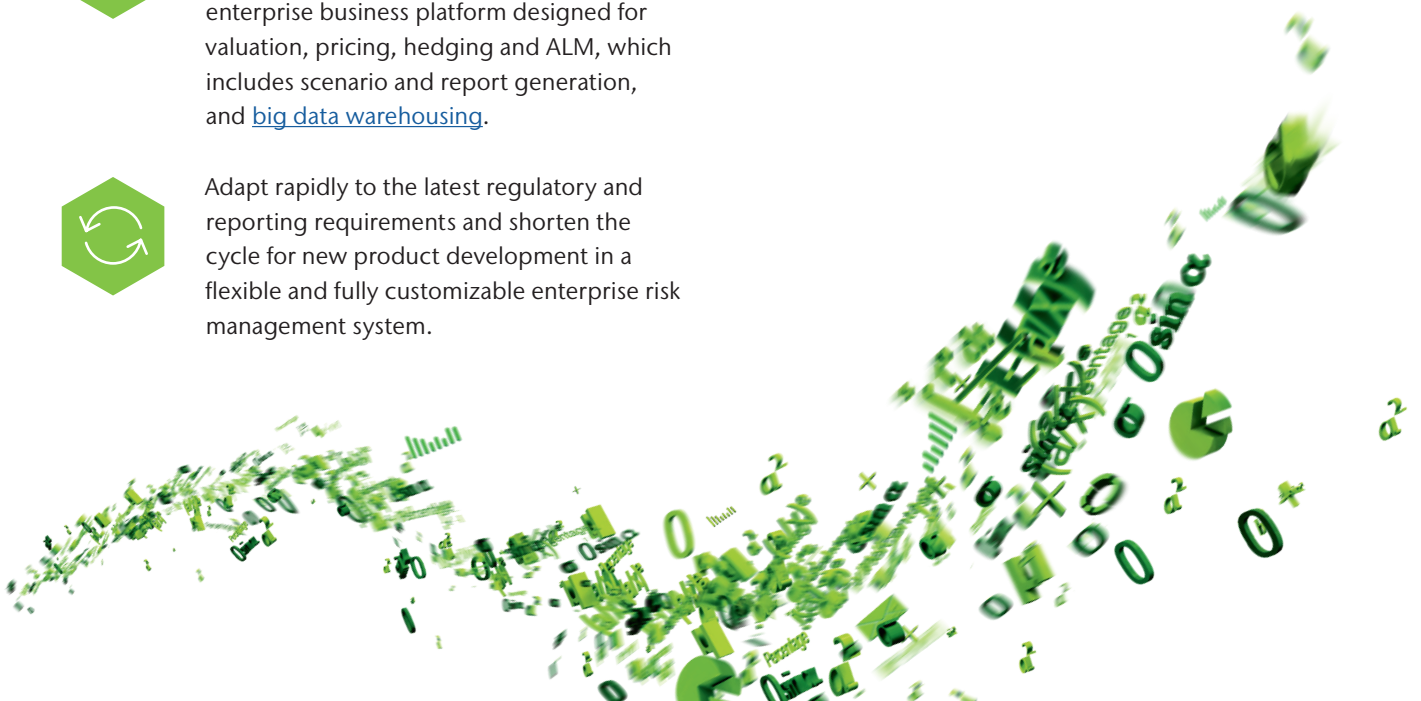 enterprise business platform designed for
valuation, pricing, hedging and ALM, which
includes scenario and report generation,
and big data warehousing.
Adapt rapidly to the latest regulatory and
reporting requirements and shorten the
cycle for new product development in a
flexible and fully customizable enterprise risk
management system.